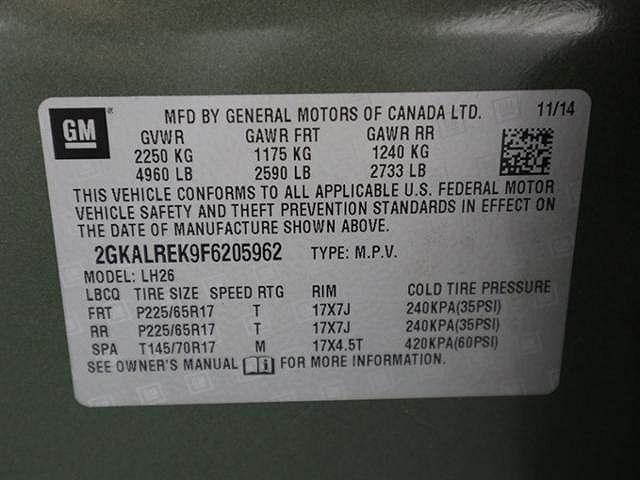 GM
MFD BY GENERAL MOTORS OF CANADA LTD. 11/14
GVWR GAWR FRT GAWR RR
2250 KG 1175 KG 1240 KG
4960 LB 2590 LB 2733 LB
THIS VEHICLE CONFORMS TO ALL APPLICABLE U.S. FEDERAL MOTOR
VEHICLE SAFETY AND THEFT PREVENTION STANDARDS IN EFFECT ON
THE DATE OF MANUFACTURE SHOWN ABOVE.
2GKALREK9F6205962 TYPE: M.P.V.
MODEL: LH26
LBCQ TIRE SIZE SPEED RTG RIM COLD TIRE PRESSURE
FRT P225/65R17 T 17X7J 240KPA(35PSI)
RR P225/65R17 T 17X7J 240KPA(35PSI)
SPA T145/70R17 M 17X4.5T 420KPA(60PSI)
SEE OWNER'S MANUAL FOR MORE INFORMATION.